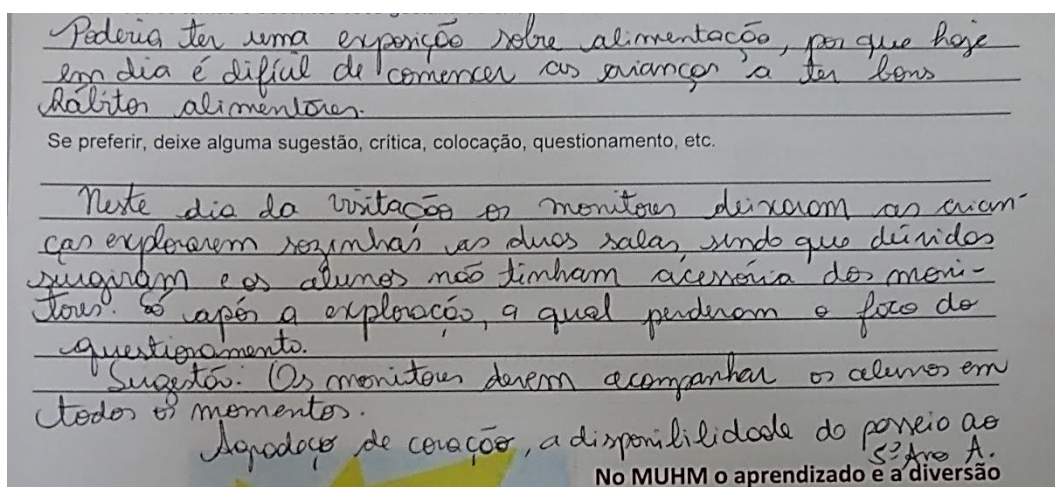 Poderia ter uma exposição sobre alimentação, por que hoje
em dia é difícil de comencer as crianças a ter bons
hábitos alimentares.
Se preferir, deixe alguma sugestão, crítica, colocação, questionamento, etc.
Neste dia da visitação os monitores deixaram as crian-
ças explorarem sozinhas as duas salas, sendo que dúvidas
surgiram e os alunos não tinham acessória dos moni-
tores. Só após a exploração, a qual perderam o foco do
questionamento.
Sugestão: Os monitores devem acompanhar os alunos em
todos os momentos.
Agradeço de coração, a disponibilidade do passeio ao
5º Ano A.
No MUHM o aprendizado e a diversão